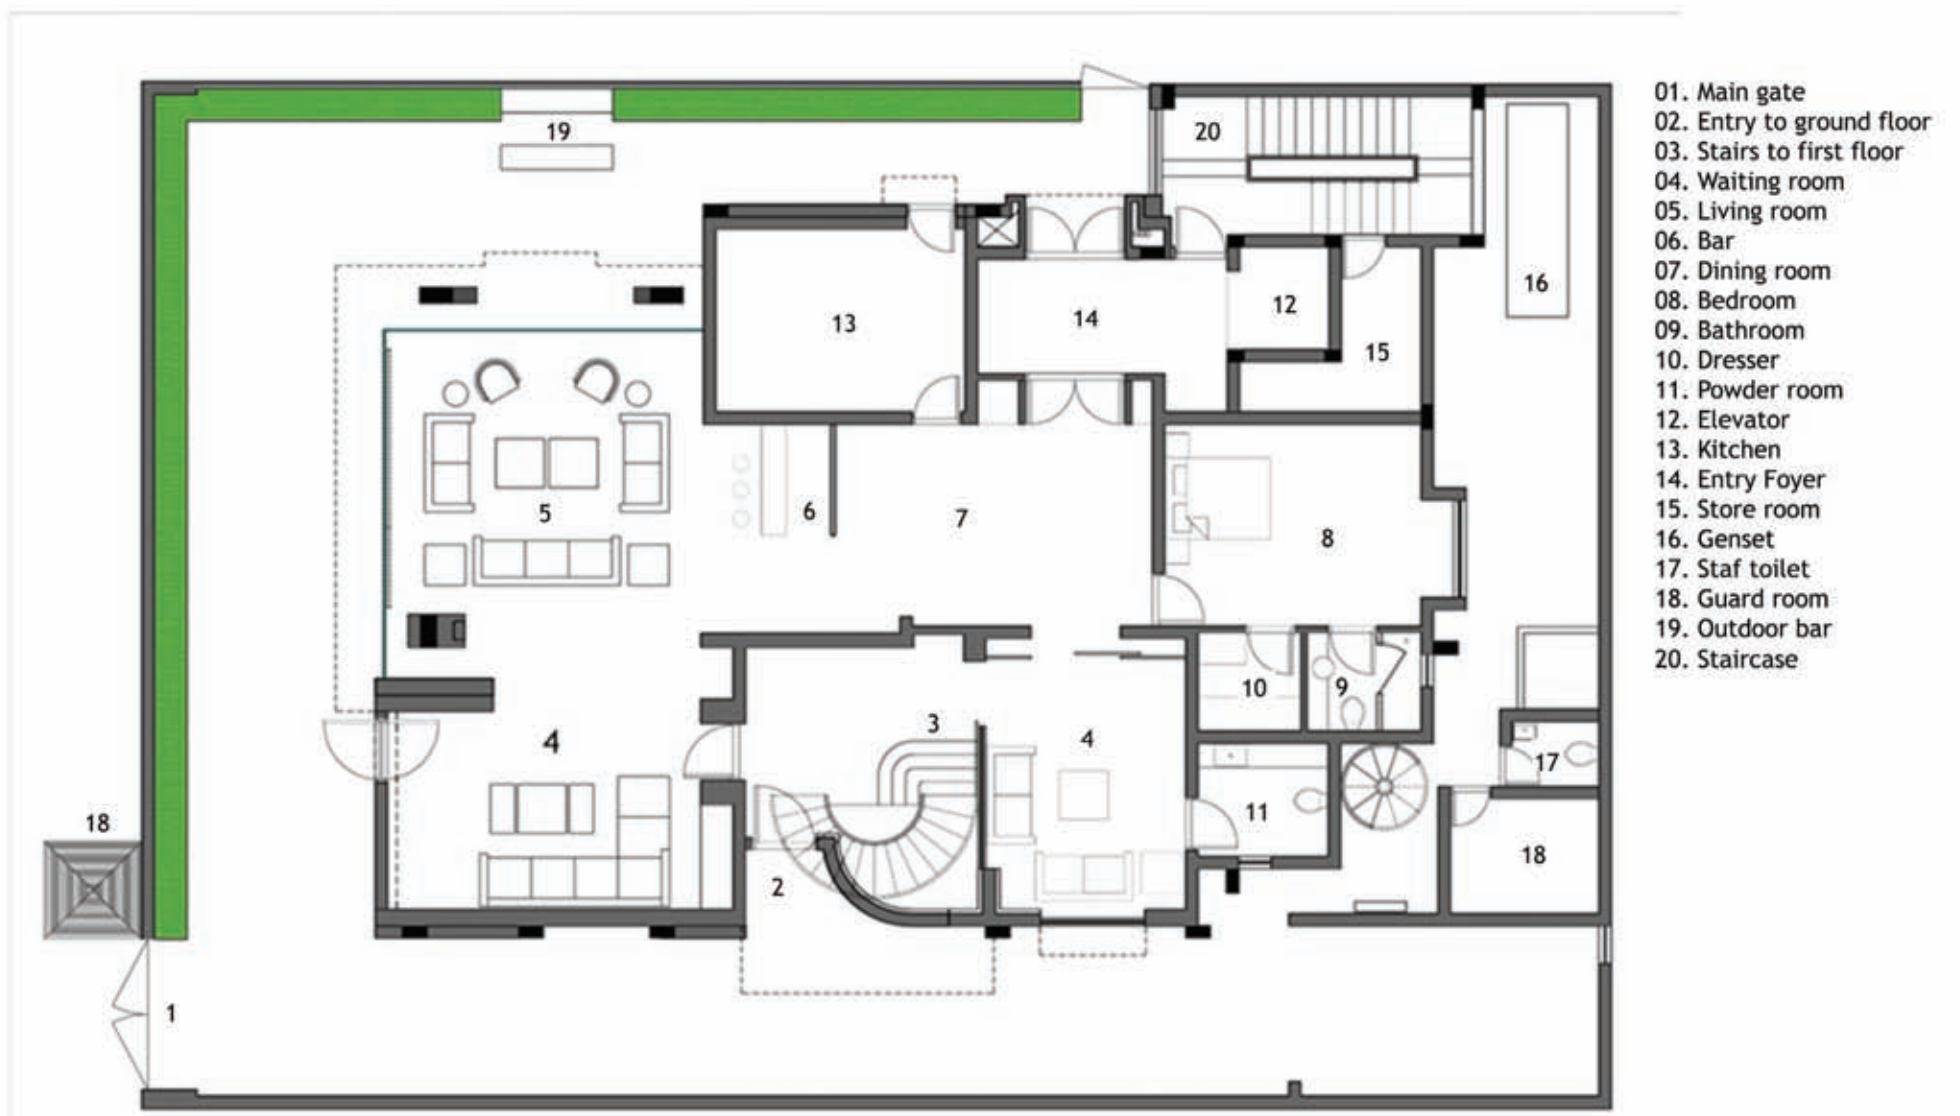 01. Main gate
02. Entry to ground floor
03. Stairs to first floor
04. Waiting room
05. Living room
06. Bar
07. Dining room
08. Bedroom
09. Bathroom
10. Dresser
11. Powder room
12. Elevator
13. Kitchen
14. Entry Foyer
15. Store room
16. Genset
17. Staf toilet
18. Guard room
19. Outdoor bar
20. Staircase
19
20
16
13
14
12
15
5
6
7
8
10
9
4
3
4
17
11
18
18
2
1